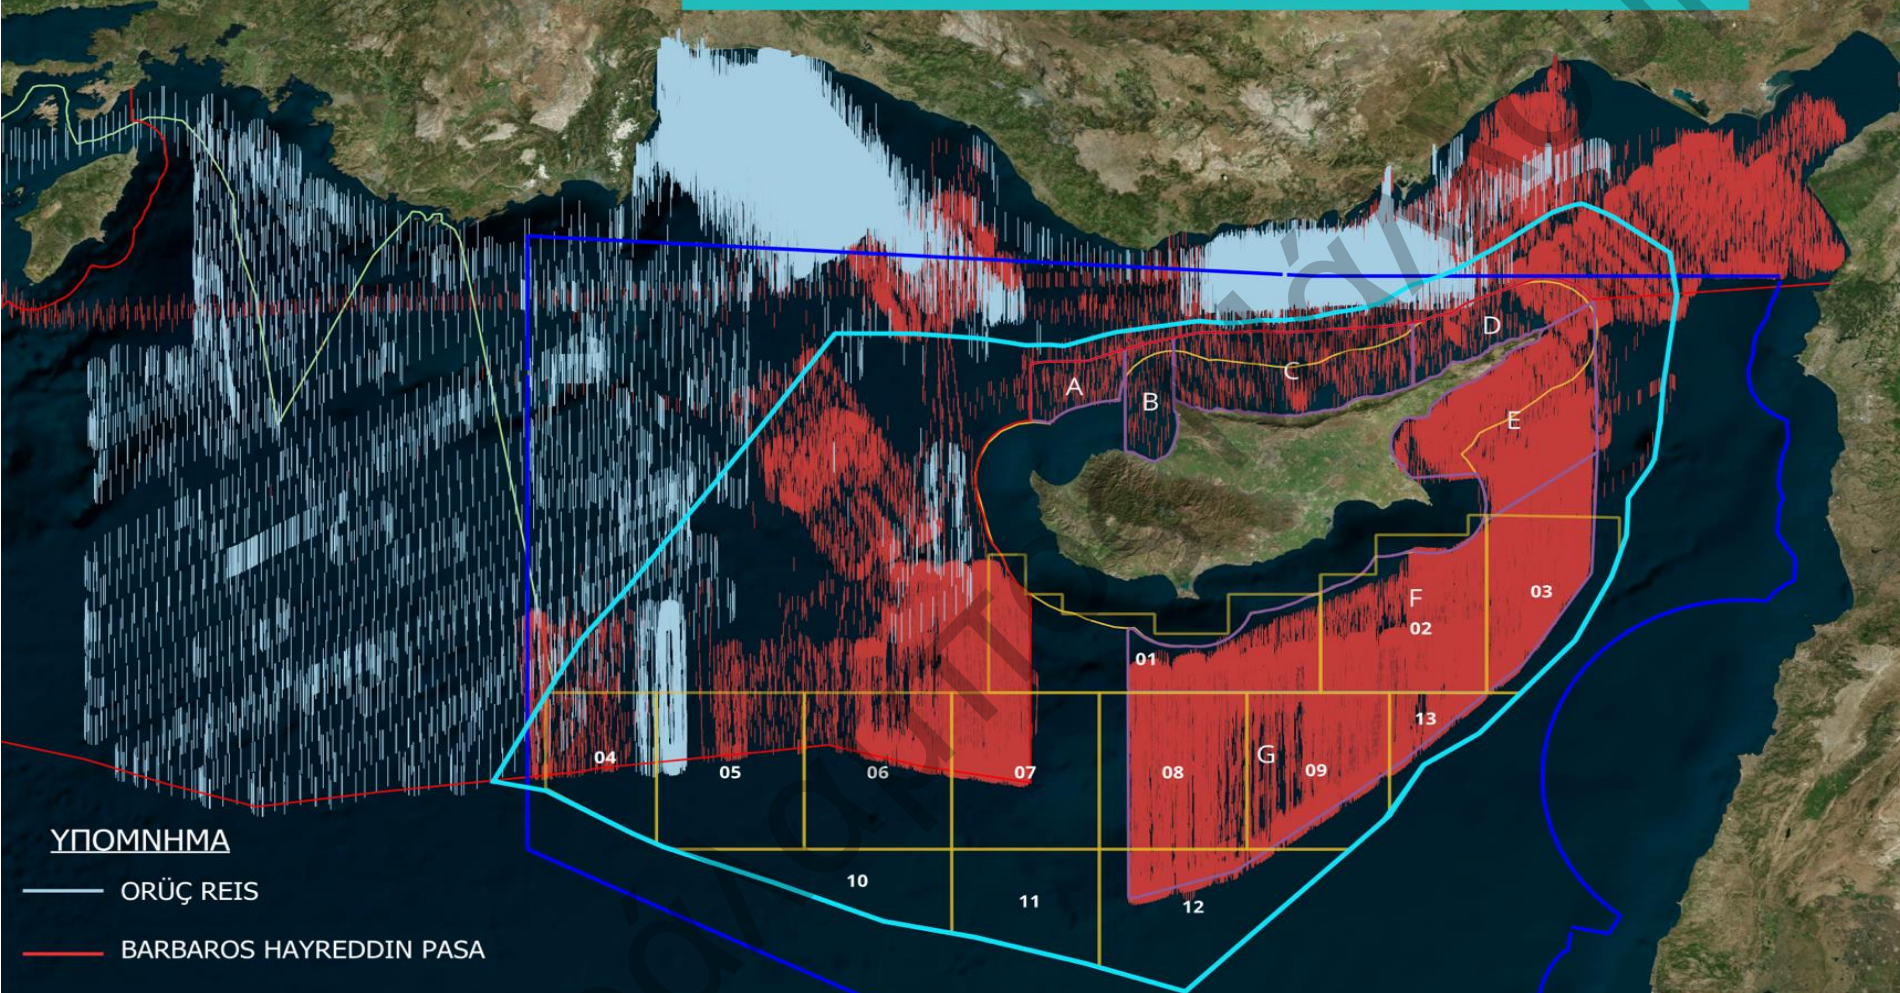 A
B
C
D
E
I
F
01
02
03
G
04
05
06
07
08
09
13
10
11
12
ΥΠΟΜΝΗΜΑ
ORÜÇ REIS
BARBAROS HAYREDDIN PASA